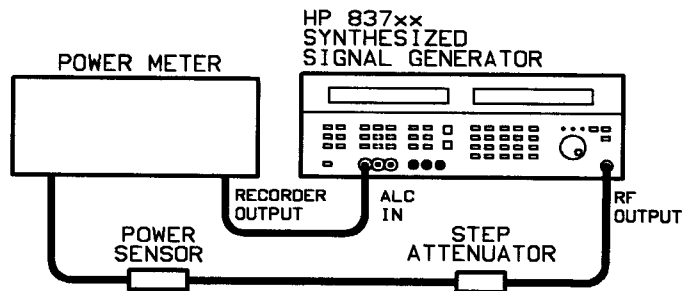 HP 837xx
SYNTHESIZED
SIGNAL GENERATOR
POWER METER
RECORDER
OUTPUT
ALC
IN
RF
OUTPUT
POWER
SENSOR
STEP
ATTENUATOR